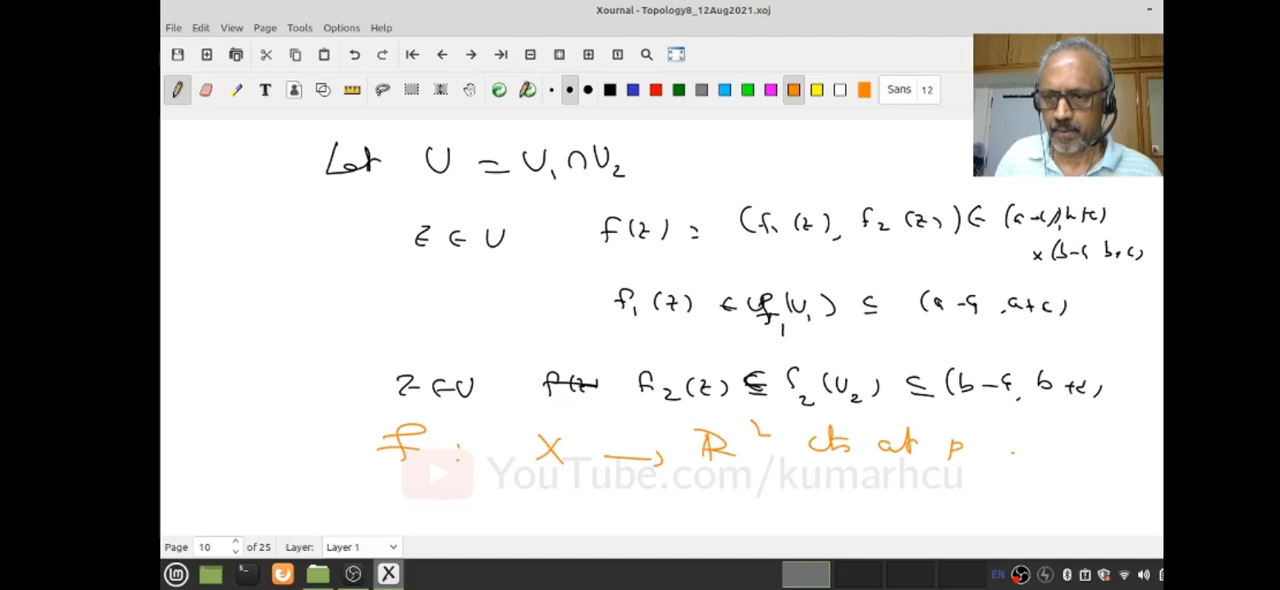 Xournal - Topology8_12Aug2021.xoj
File Edit View Page Tools Options Help
Sans 12
Let U = U₁ ∩ U₂
z ∈ U f(z) = (f₁(z), f₂(z)) ∈ (a-ε, a+ε)
× (b-ε, b+ε)
f₁(z) ∈ f₁(U₁) ⊆ (a-ε, a+ε)
z ∈ U f₂(z) ∈ f₂(U₂) ⊆ (b-ε, b+ε)
f : X → ℝ² cts at p.
YouTube.com/kumarhcu
Page 10 of 25 Layer: Layer 1
EN